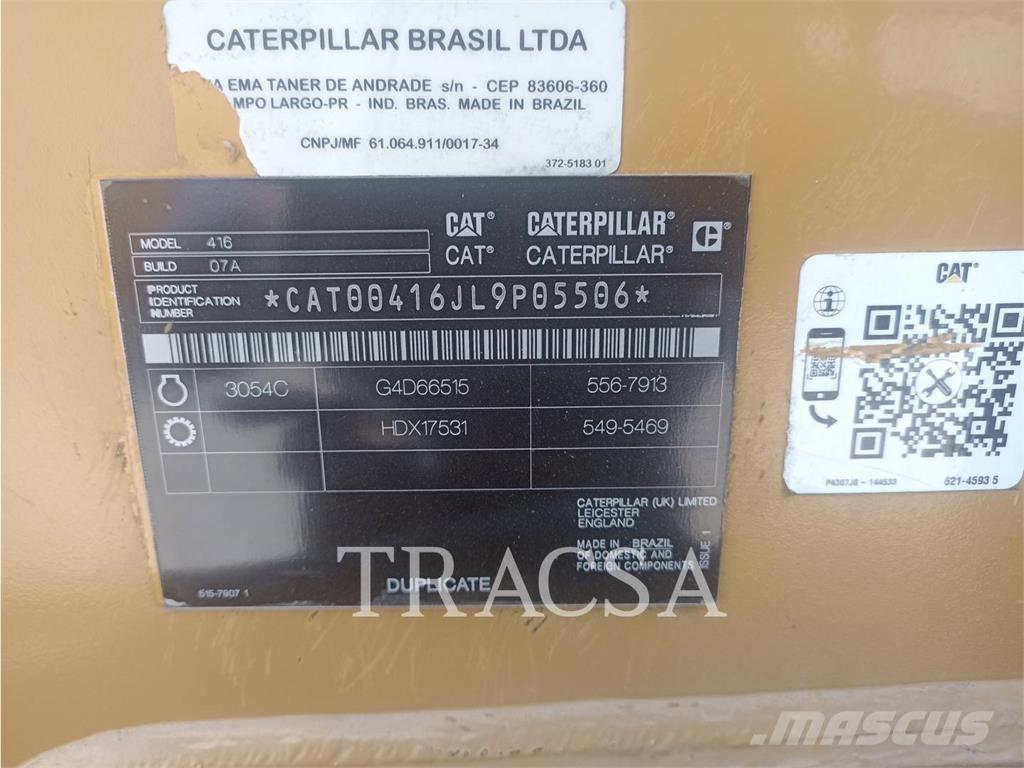 CATERPILLAR BRASIL LTDA
EMA TANER DE ANDRADE s/n - CEP 83606-360
MPO LARGO-PR - IND. BRAS. MADE IN BRAZIL
CNPJ/MF 61.064.911/0017-34
372-5183 01
CAT® CATERPILLAR®
CAT® CATERPILLAR®
MODEL 416
BUILD 07A
PRODUCT IDENTIFICATION NUMBER *CAT00416JL9P05506*
3054C G4D66515 556-7913
HDX17531 549-5469
CATERPILLAR (UK) LIMITED
LEICESTER
ENGLAND
MADE IN BRAZIL
OF DOMESTIC AND
FOREIGN COMPONENTS
ISSUE 1
DUPLICATE
515-7907 1
CAT®
P4307J8 - 144533 621-4593 5
TRACSA
MASCUS